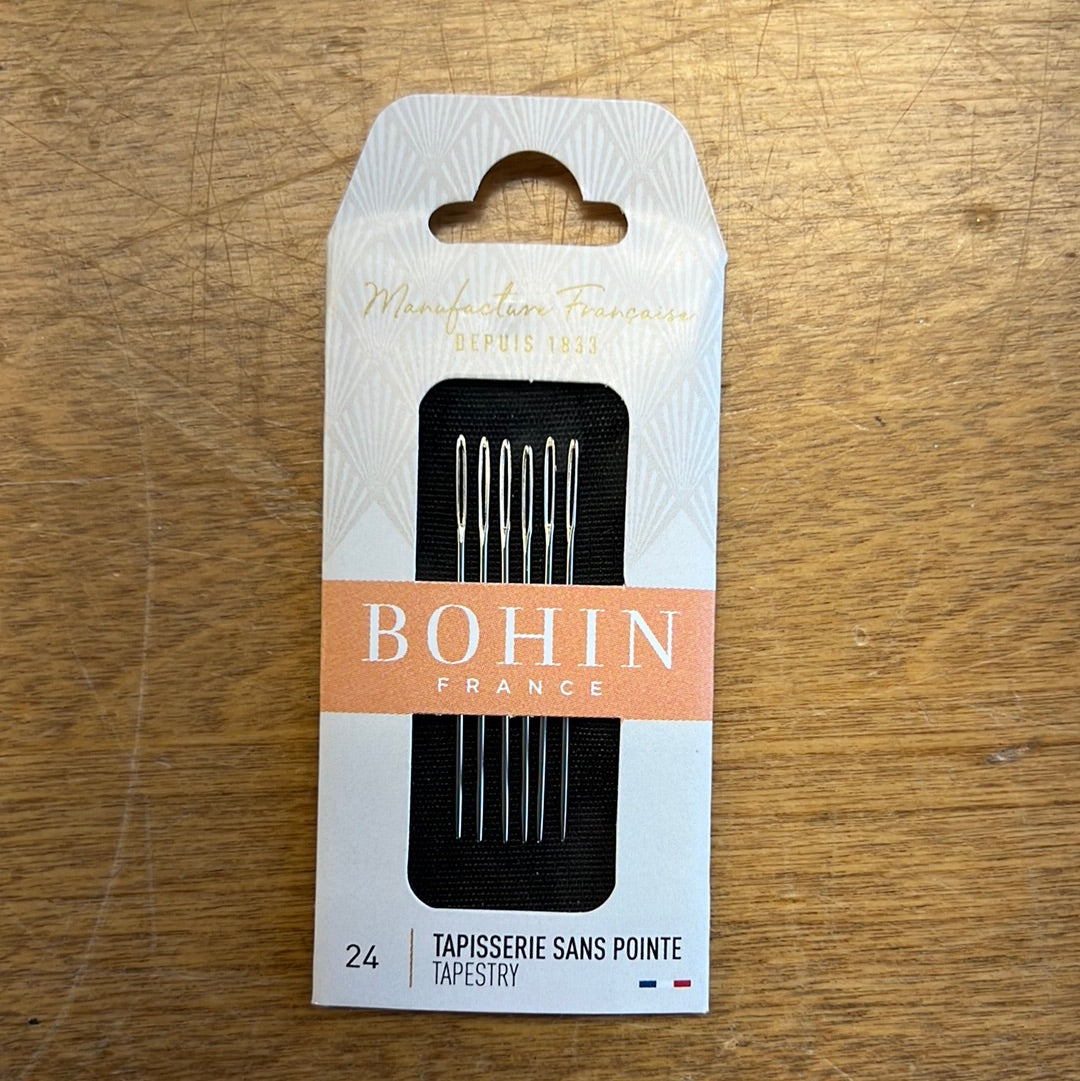 Manufacture Française
DEPUIS 1833
BOHIN
FRANCE
24
TAPISSERIE SANS POINTE
TAPESTRY